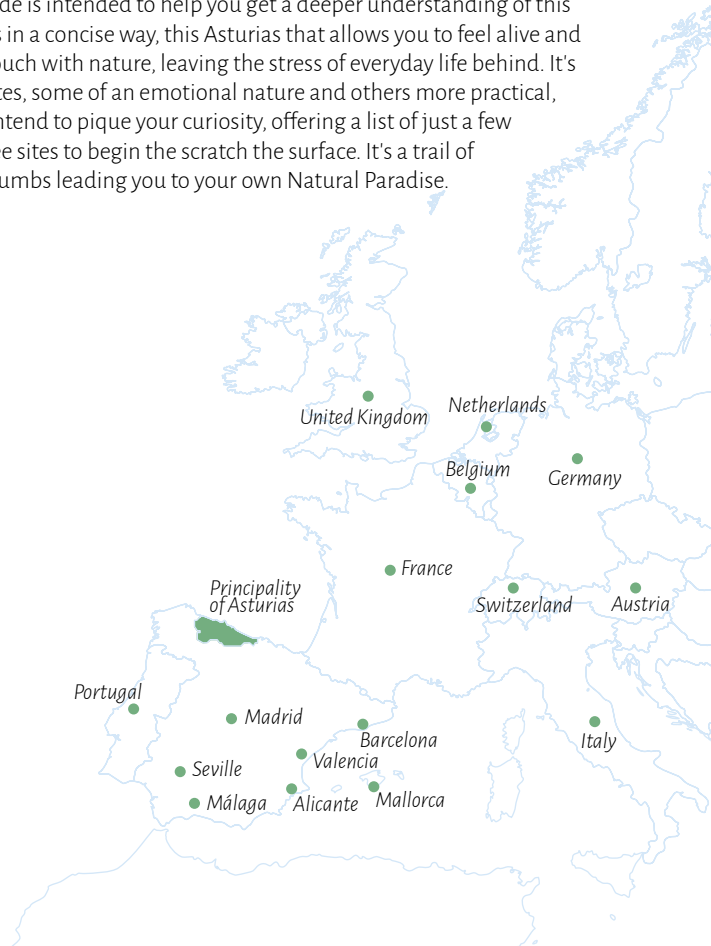 de is intended to help you get a deeper understanding of this
s in a concise way, this Asturias that allows you to feel alive and
ouch with nature, leaving the stress of everyday life behind. It's
tes, some of an emotional nature and others more practical,
ntend to pique your curiosity, offering a list of just a few
e sites to begin the scratch the surface. It's a trail of
umbs leading you to your own Natural Paradise.
Netherlands
United Kingdom
Belgium
Germany
France
Principality
of Asturias
Switzerland
Austria
Portugal
Madrid
Barcelona
Italy
Valencia
Seville
Mallorca
Málaga
Alicante